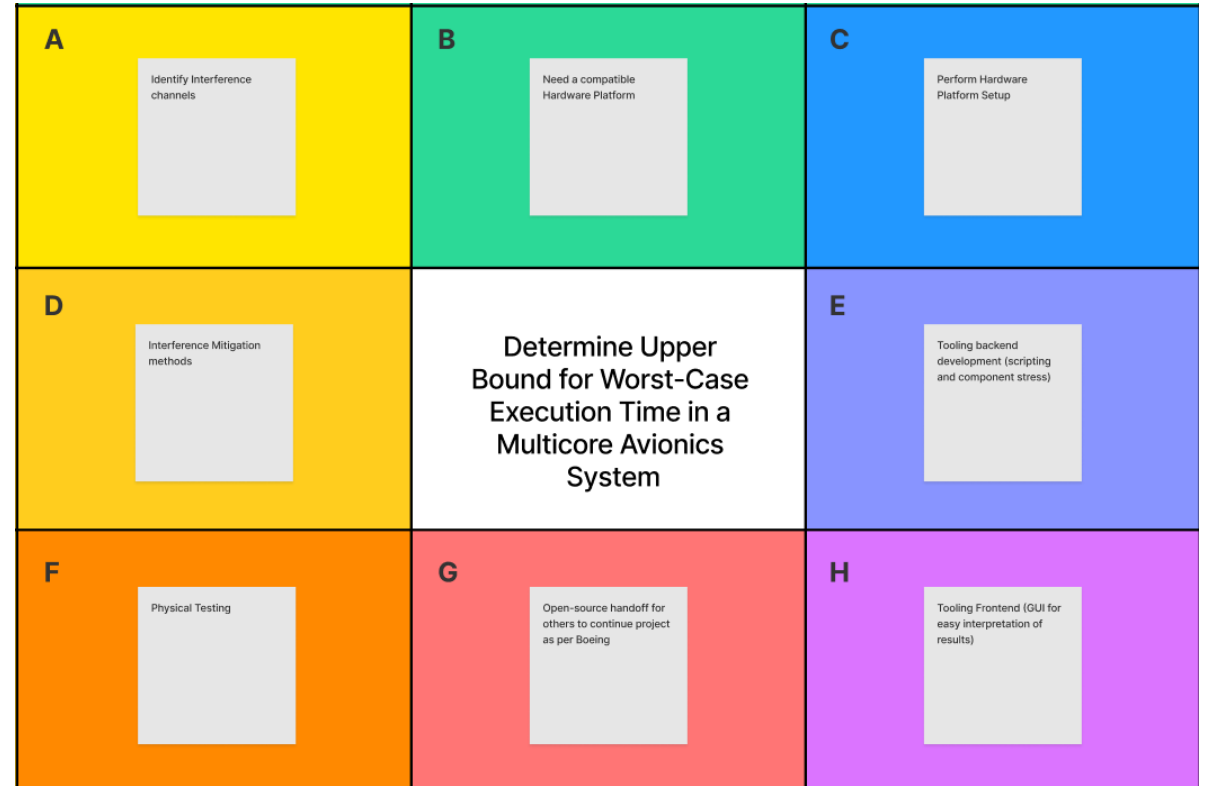 A
Identify Interference
channels
B
Need a compatible
Hardware Platform
C
Perform Hardware
Platform Setup
D
Interference Mitigation
methods
Determine Upper
Bound for Worst-Case
Execution Time in a
Multicore Avionics
System
E
Tooling backend
development (scripting
and component stress)
F
Physical Testing
G
Open-source handoff for
others to continue project
as per Boeing
H
Tooling Frontend (GUI for
easy interpretation of
results)